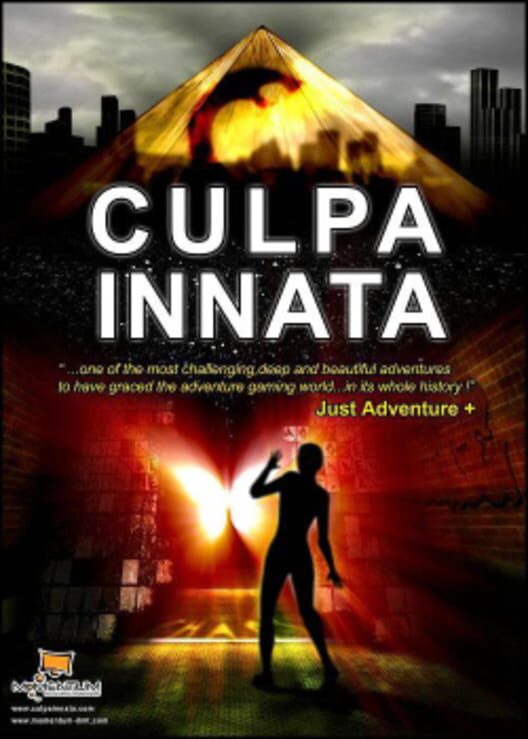 CULPA
INNATA
"...one of the most challenging,deep and beautiful adventures
to have graced the adventure gaming world...in its whole history !"
Just Adventure +
MOMENTUM
www.culpainnata.com
www.momentum-dmt.com